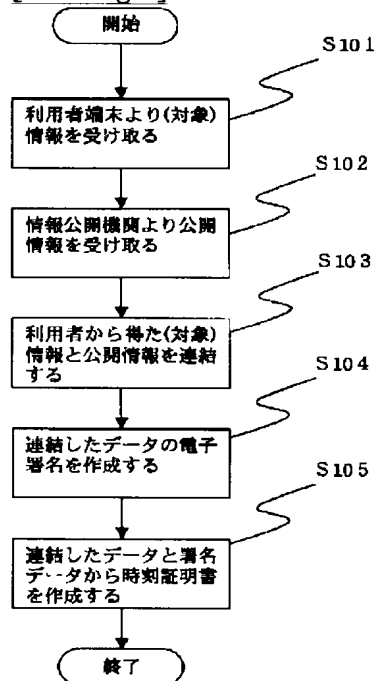 開始
S101
利用者端末より(対象)
情報を受け取る
S102
情報公開機関より公開
情報を受け取る
S103
利用者から得た(対象)
情報と公開情報を連結
する
S104
連結したデータの電子
署名を作成する
S105
連結したデータと署名
データから時刻証明書
を作成する
終了